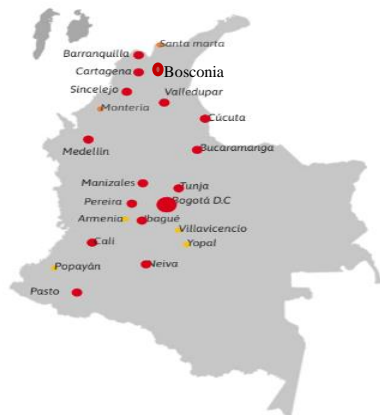 Santa marta
Barranquilla
Cartagena
Bosconia
Sincelejo
Valledupar
Montería
Cúcuta
Medellín
Bucaramanga
Manizales
Tunja
Pereira
Bogotá D.C
Armenia
Ibagué
Villavicencio
Cali
Yopal
Popayán
Neiva
Pasto